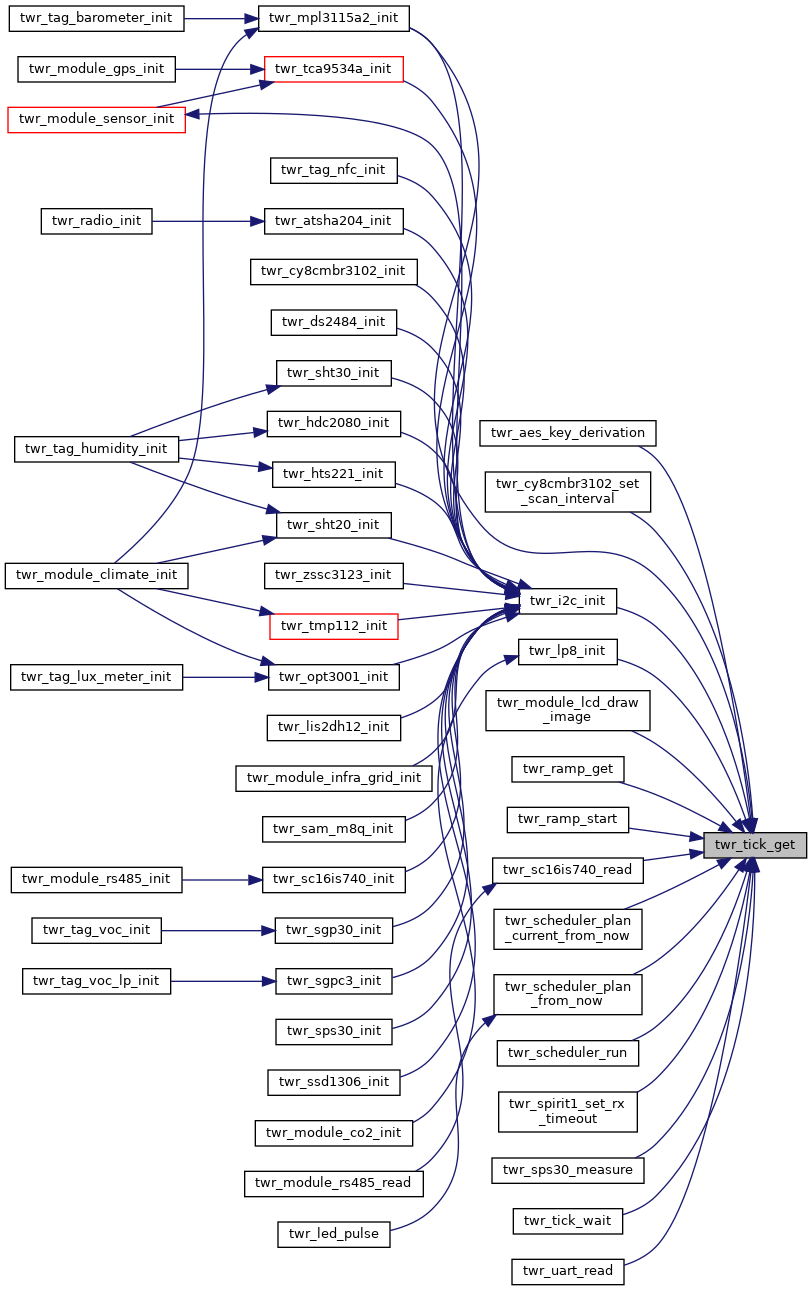 twr_tag_barometer_init
twr_mpl3115a2_init
twr_module_gps_init
twr_tca9534a_init
twr_module_sensor_init
twr_tag_nfc_init
twr_radio_init
twr_atsha204_init
twr_cy8cmbr3102_init
twr_ds2484_init
twr_sht30_init
twr_hdc2080_init
twr_aes_key_derivation
twr_tag_humidity_init
twr_hts221_init
twr_cy8cmbr3102_set
_scan_interval
twr_sht20_init
twr_module_climate_init
twr_zssc3123_init
twr_i2c_init
twr_tmp112_init
twr_lp8_init
twr_tag_lux_meter_init
twr_opt3001_init
twr_module_lcd_draw
_image
twr_lis2dh12_init
twr_module_infra_grid_init
twr_ramp_get
twr_sam_m8q_init
twr_ramp_start
twr_tick_get
twr_module_rs485_init
twr_sc16is740_init
twr_sc16is740_read
twr_tag_voc_init
twr_sgp30_init
twr_scheduler_plan
_current_from_now
twr_tag_voc_lp_init
twr_sgpc3_init
twr_scheduler_plan
_from_now
twr_sps30_init
twr_scheduler_run
twr_ssd1306_init
twr_spirit1_set_rx
_timeout
twr_module_co2_init
twr_sps30_measure
twr_module_rs485_read
twr_tick_wait
twr_led_pulse
twr_uart_read